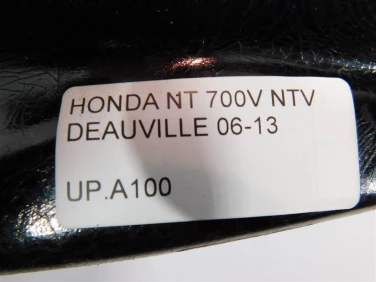 HONDA NT 700V NTV
DEAUVILLE 06-13
UP.A100